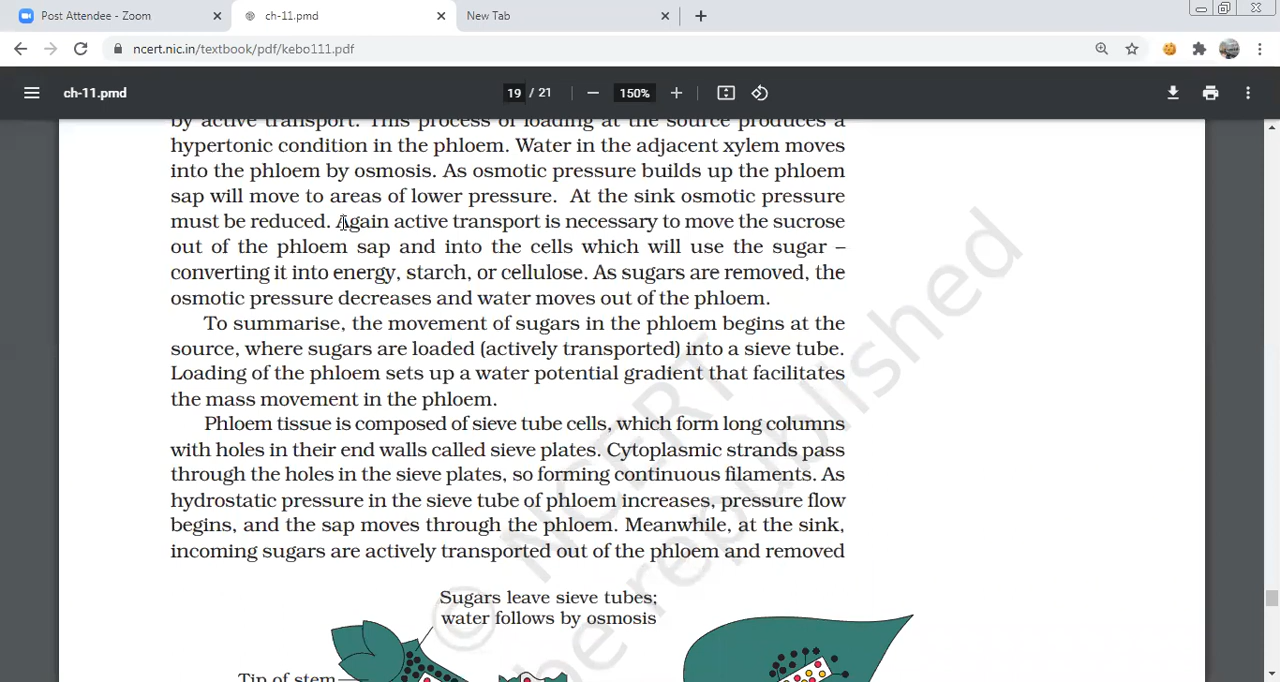 Post Attendee - Zoom
ch-11.pmd
New Tab
ncert.nic.in/textbook/pdf/kebo111.pdf
ch-11.pmd
19 / 21
150%
by active transport. This process of loading at the source produces a
hypertonic condition in the phloem. Water in the adjacent xylem moves
into the phloem by osmosis. As osmotic pressure builds up the phloem
sap will move to areas of lower pressure. At the sink osmotic pressure
must be reduced. Again active transport is necessary to move the sucrose
out of the phloem sap and into the cells which will use the sugar –
converting it into energy, starch, or cellulose. As sugars are removed, the
osmotic pressure decreases and water moves out of the phloem.
To summarise, the movement of sugars in the phloem begins at the
source, where sugars are loaded (actively transported) into a sieve tube.
Loading of the phloem sets up a water potential gradient that facilitates
the mass movement in the phloem.
Phloem tissue is composed of sieve tube cells, which form long columns
with holes in their end walls called sieve plates. Cytoplasmic strands pass
through the holes in the sieve plates, so forming continuous filaments. As
hydrostatic pressure in the sieve tube of phloem increases, pressure flow
begins, and the sap moves through the phloem. Meanwhile, at the sink,
incoming sugars are actively transported out of the phloem and removed
© NCERT
be republished
Sugars leave sieve tubes;
water follows by osmosis
Tip of stem